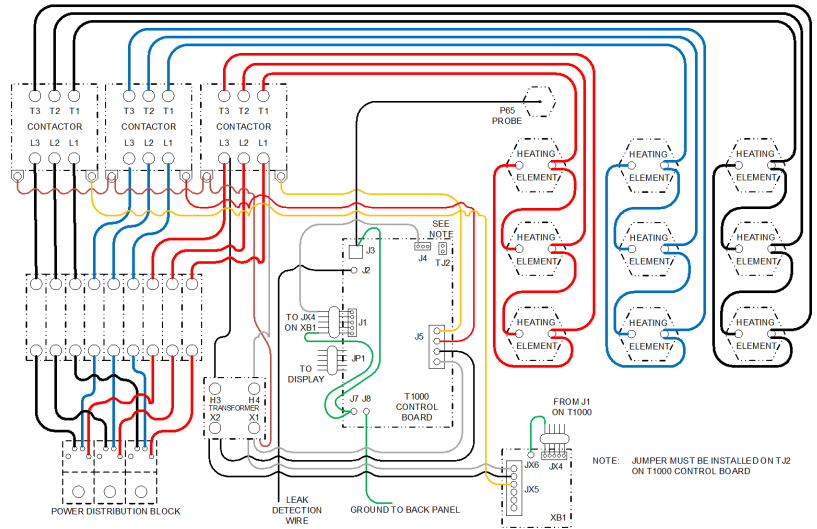 T3 T2 T1
CONTACTOR
L3 L2 L1
T3 T2 T1
CONTACTOR
L3 L2 L1
T3 T2 T1
CONTACTOR
L3 L2 L1
P65
PROBE
HEATING
ELEMENT
HEATING
ELEMENT
HEATING
ELEMENT
HEATING
ELEMENT
HEATING
ELEMENT
HEATING
ELEMENT
HEATING
ELEMENT
HEATING
ELEMENT
HEATING
ELEMENT
SEE
NOTE
J3
J4
TJ2
J2
TO JX4
ON XB1
J1
J5
JP1
TO
DISPLAY
T1000
CONTROL
BOARD
J7 J8
H3 H4
TRANSFORMER
X2 X1
FROM J1
ON T1000
JX6 JX4
JX5
XB1
NOTE: JUMPER MUST BE INSTALLED ON TJ2
ON T1000 CONTROL BOARD
POWER DISTRIBUTION BLOCK
LEAK
DETECTION
WIRE
GROUND TO BACK PANEL